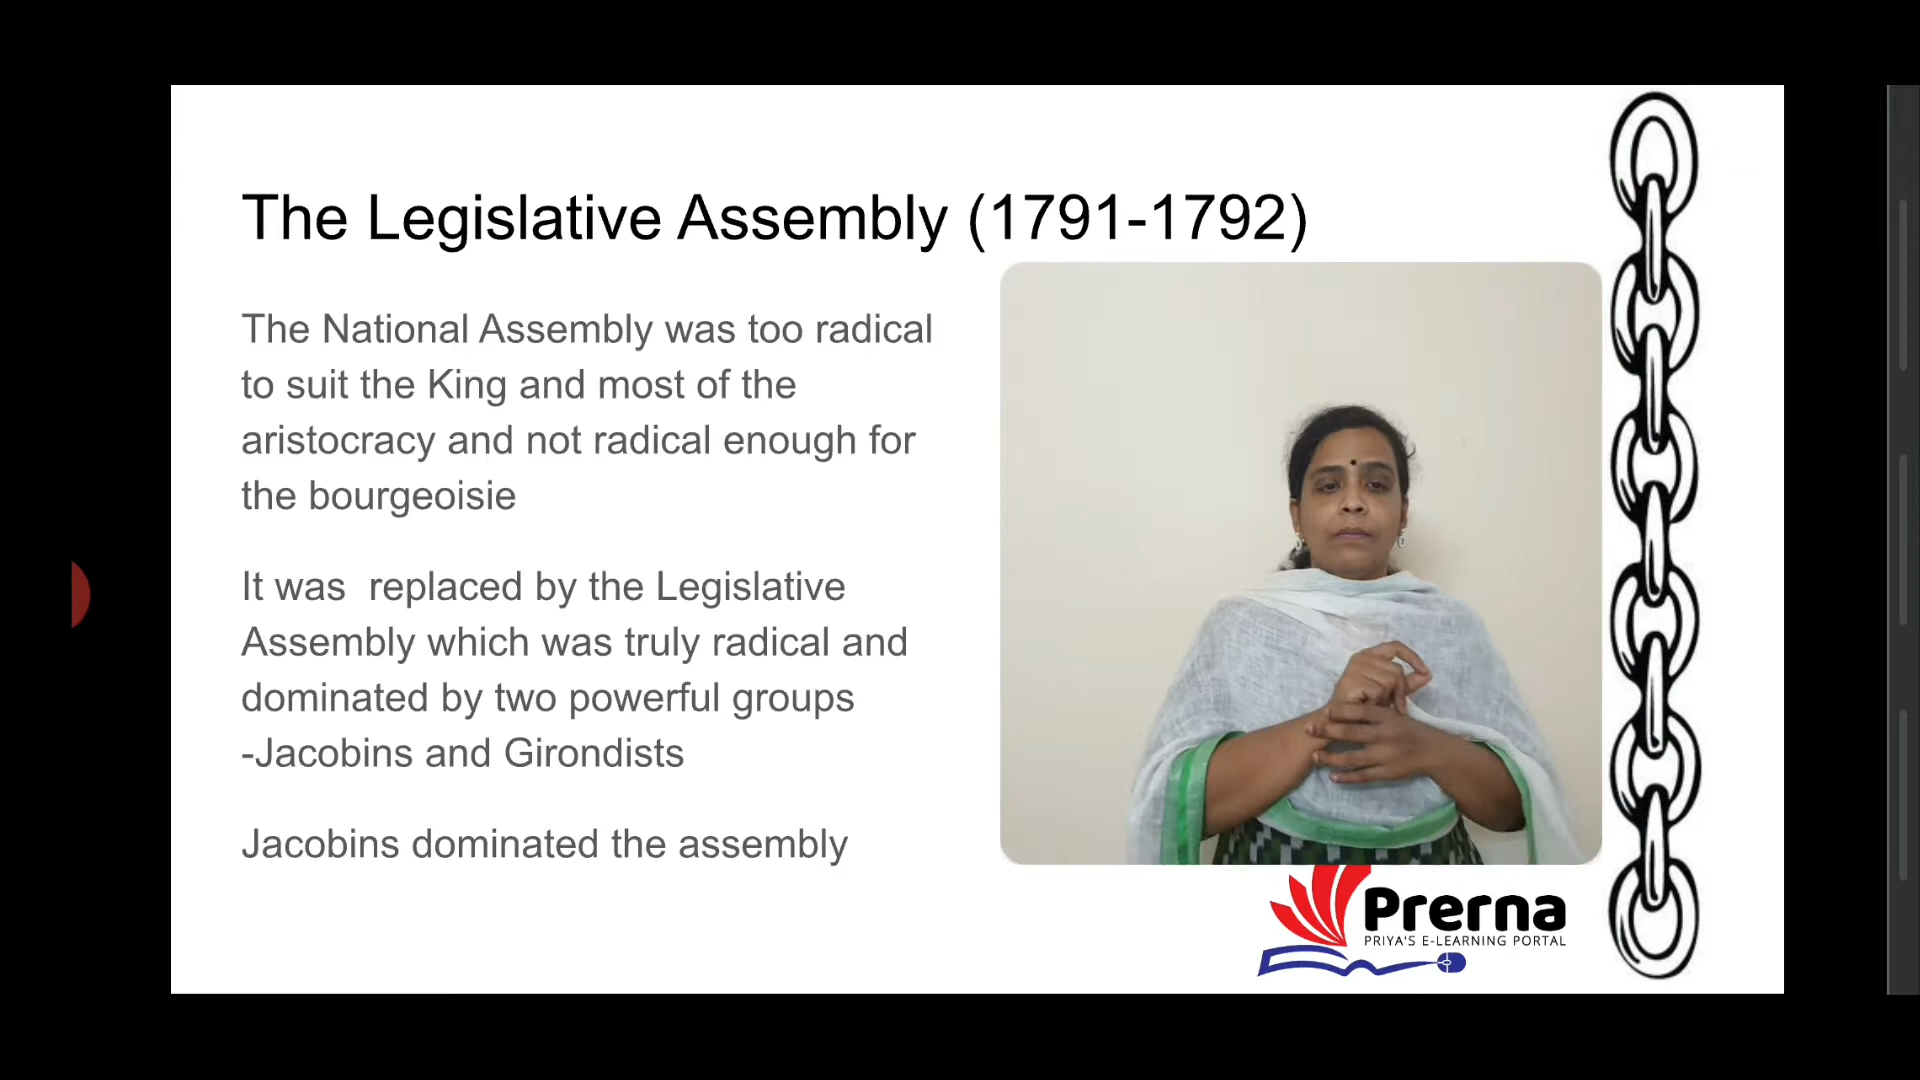 The Legislative Assembly (1791-1792)
The National Assembly was too radical
to suit the King and most of the
aristocracy and not radical enough for
the bourgeoisie
It was  replaced by the Legislative
Assembly which was truly radical and
dominated by two powerful groups
-Jacobins and Girondists
Jacobins dominated the assembly
Prerna
PRIYA'S E-LEARNING PORTAL